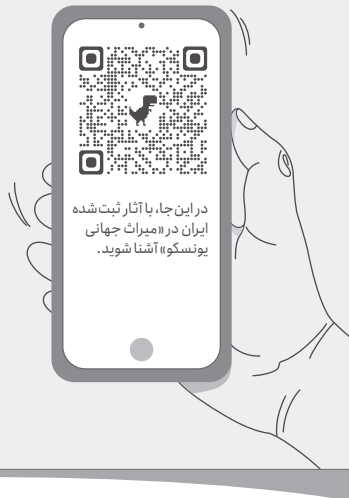 در این‌جا، با آثار ثبت‌شده
ایران در «میراث جهانی
یونسکو» آشنا شوید.